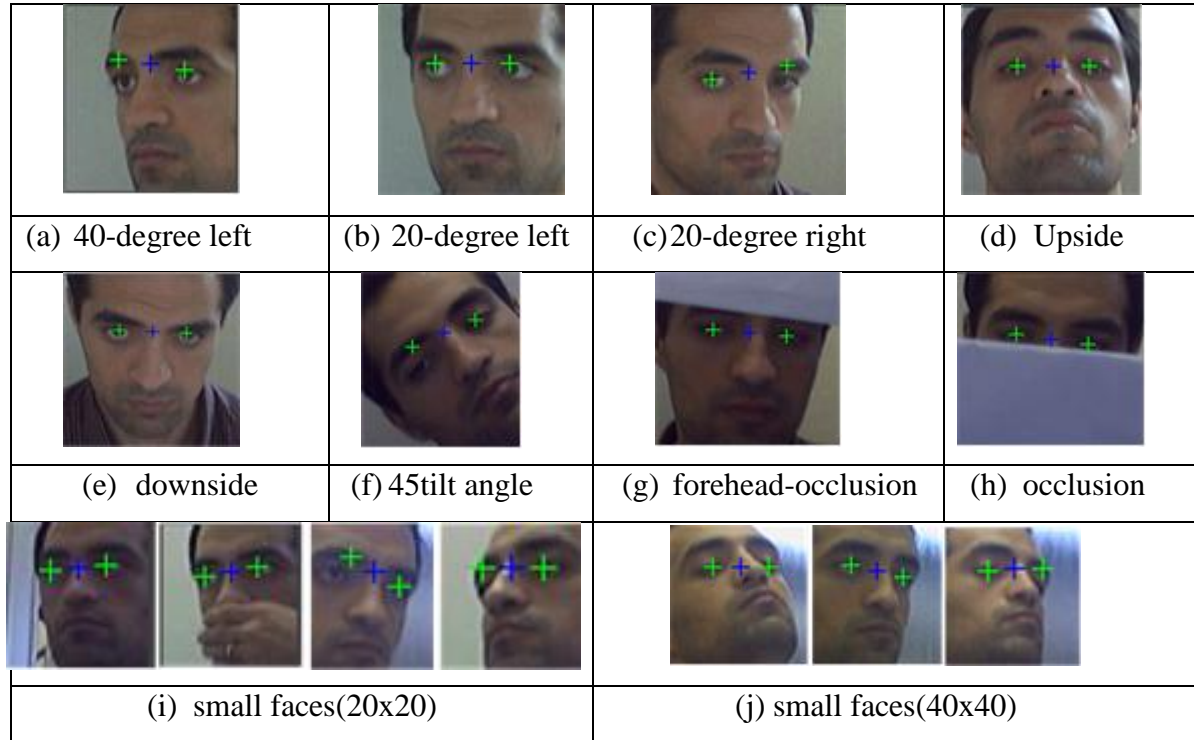 (a) 40-degree left
(b) 20-degree left
(c)20-degree right
(d) Upside
(e) downside
(f) 45tilt angle
(g) forehead-occlusion
(h) occlusion
(i) small faces(20x20)
(j) small faces(40x40)